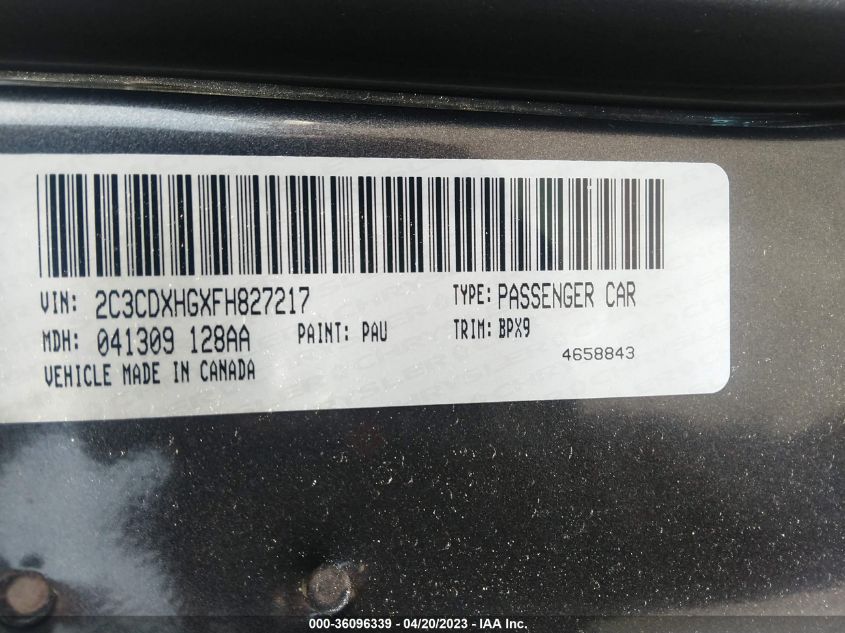 VIN: 2C3CDXHGXFH827217 TYPE: PASSENGER CAR
MDH: 041309 128AA PAINT: PAU TRIM: BPX9
VEHICLE MADE IN CANADA 4658843
000-36096339 - 04/20/2023 - IAA Inc.